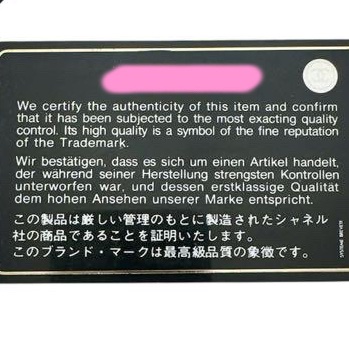 We certify the authenticity of this item and confirm
that it has been subjected to the most exacting quality
control. Its high quality is a symbol of the fine reputation
of the Trademark.
Wir bestätigen, dass es sich um einen Artikel handelt,
der während seiner Herstellung strengsten Kontrollen
unterworfen war, und dessen erstklassige Qualität
dem hohen Ansehen unserer Marke entspricht.
この製品は厳しい管理のもとに製造されたシャネル
社の商品であることを証明いたします。
このブランド・マークは最高級品質の象徴です。
SYSTEME BREVETE